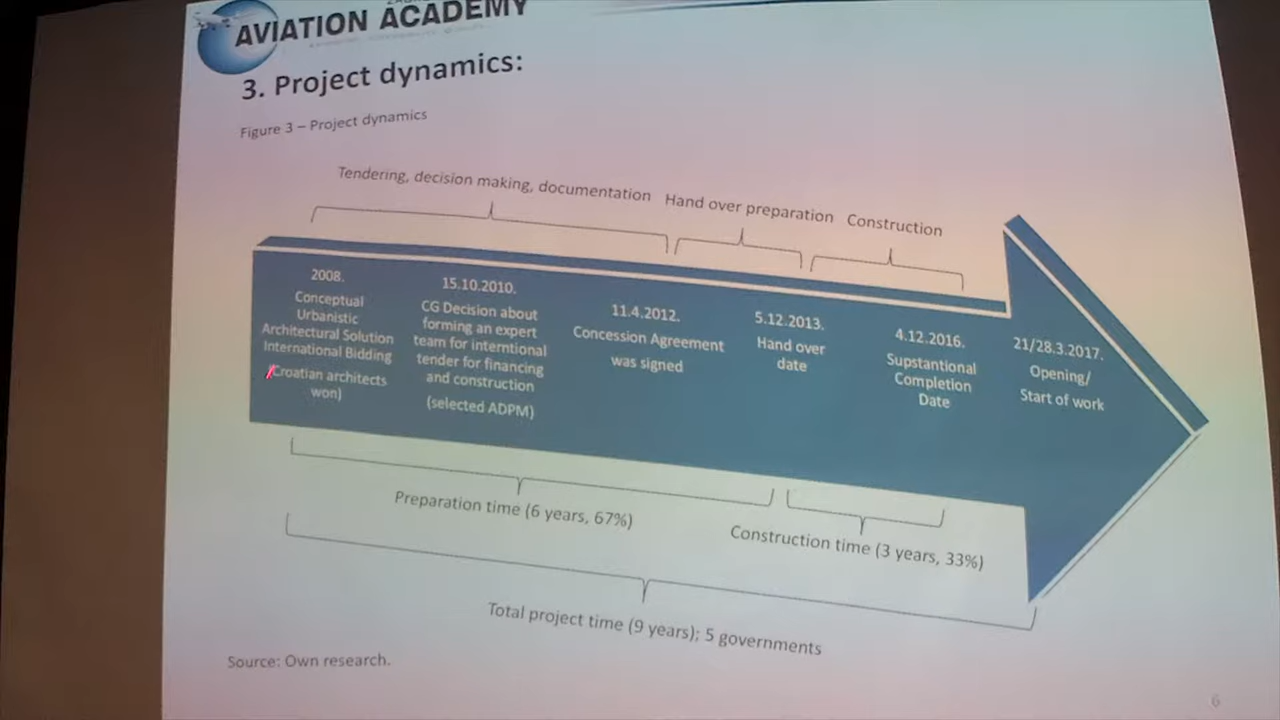 AVIATION ACADEMY
3. Project dynamics:
Figure 3 – Project dynamics
Tendering, decision making, documentation
Hand over preparation
Construction
2008.
Conceptual
Urbanistic
Architectural Solution
International Bidding
(Croatian architects
won)
15.10.2010.
CG Decision about
forming an expert
team for interntional
tender for financing
and construction
(selected ADPM)
11.4.2012.
Concession Agreement
was signed
5.12.2013.
Hand over
date
4.12.2016.
Supstantional
Completion
Date
21/28.3.2017.
Opening/
Start of work
Preparation time (6 years, 67%)
Construction time (3 years, 33%)
Total project time (9 years); 5 governments
Source: Own research.
6